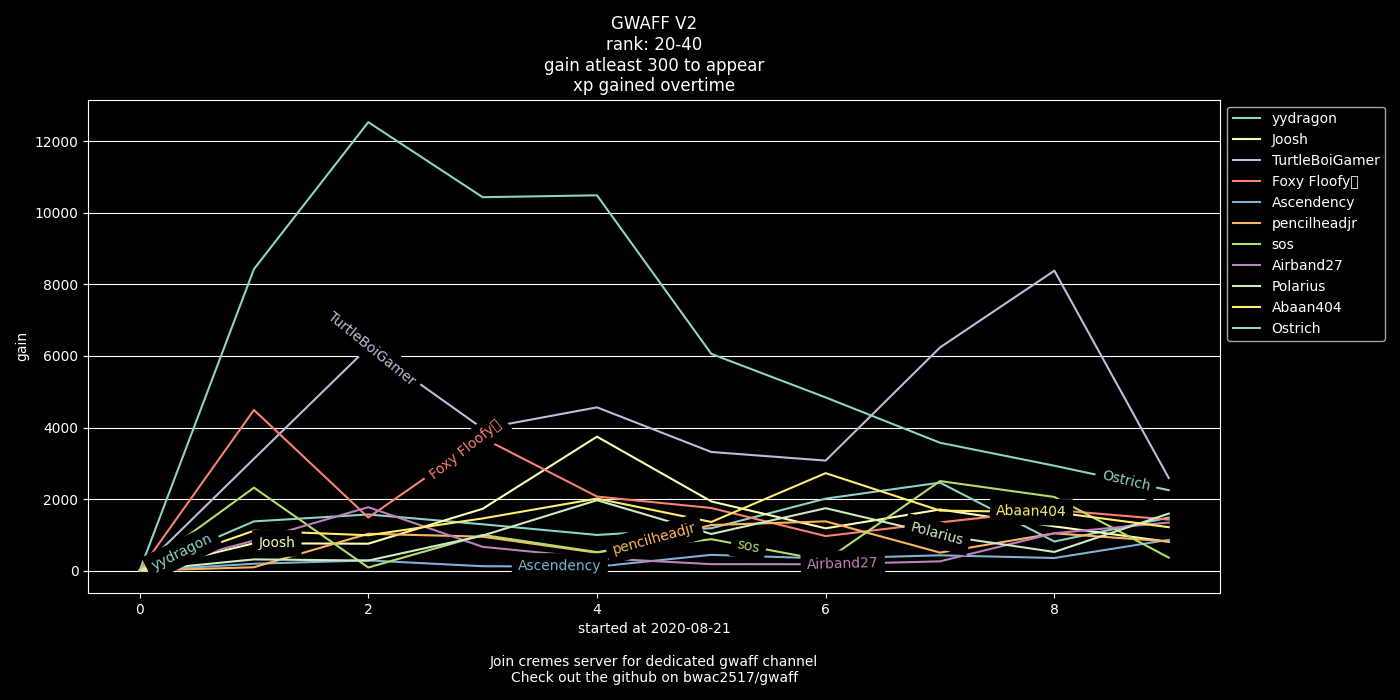 GWAFF V2
rank: 20-40
gain atleast 300 to appear
xp gained overtime
12000
10000
8000
6000
4000
2000
0
gain
TurtleBoiGamer
Foxy Floofy▯
yydragon
Joosh
Ascendency
pencilheadjr
sos
Airband27
Polarius
Abaan404
Ostrich
0
2
4
6
8
started at 2020-08-21
Join cremes server for dedicated gwaff channel
Check out the github on bwac2517/gwaff
yydragon
Joosh
TurtleBoiGamer
Foxy Floofy▯
Ascendency
pencilheadjr
sos
Airband27
Polarius
Abaan404
Ostrich